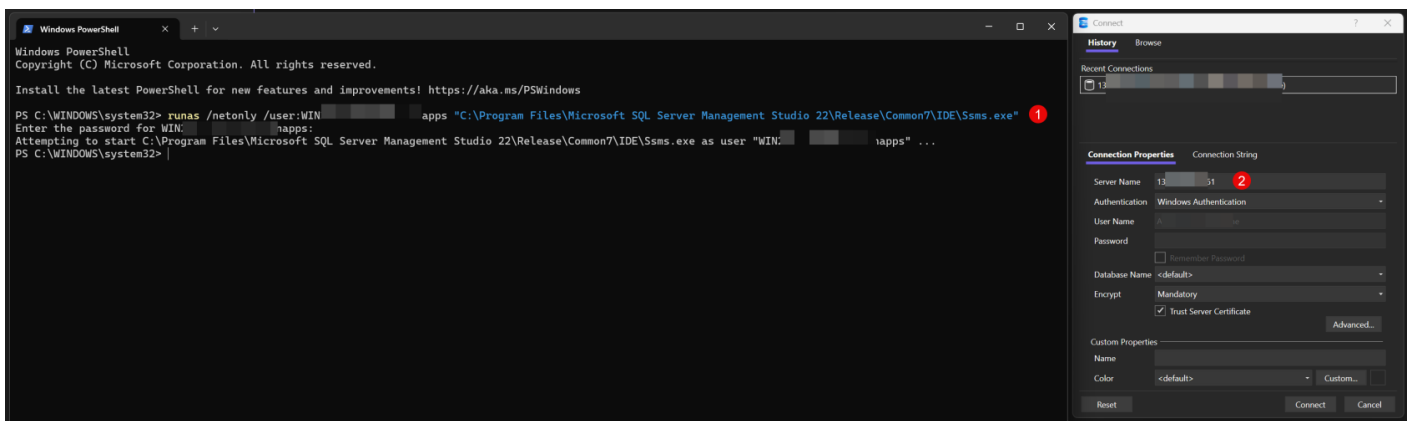 Windows PowerShell
Windows PowerShell
Copyright (C) Microsoft Corporation. All rights reserved.
Install the latest PowerShell for new features and improvements! https://aka.ms/PSWindows
PS C:\WINDOWS\system32> runas /netonly /user:WIN apps "C:\Program Files\Microsoft SQL Server Management Studio 22\Release\Common7\IDE\Ssms.exe" 1
Enter the password for WIN napps:
Attempting to start C:\Program Files\Microsoft SQL Server Management Studio 22\Release\Common7\IDE\Ssms.exe as user "WIN apps" ...
PS C:\WINDOWS\system32>
Connect
History Browse
Recent Connections
13
Connection Properties Connection String
Server Name 13 51 2
Authentication Windows Authentication
User Name
Password
Remember Password
Database Name <default>
Encrypt Mandatory
Trust Server Certificate
Advanced...
Custom Properties
Name
Color <default> Custom...
Reset Connect Cancel